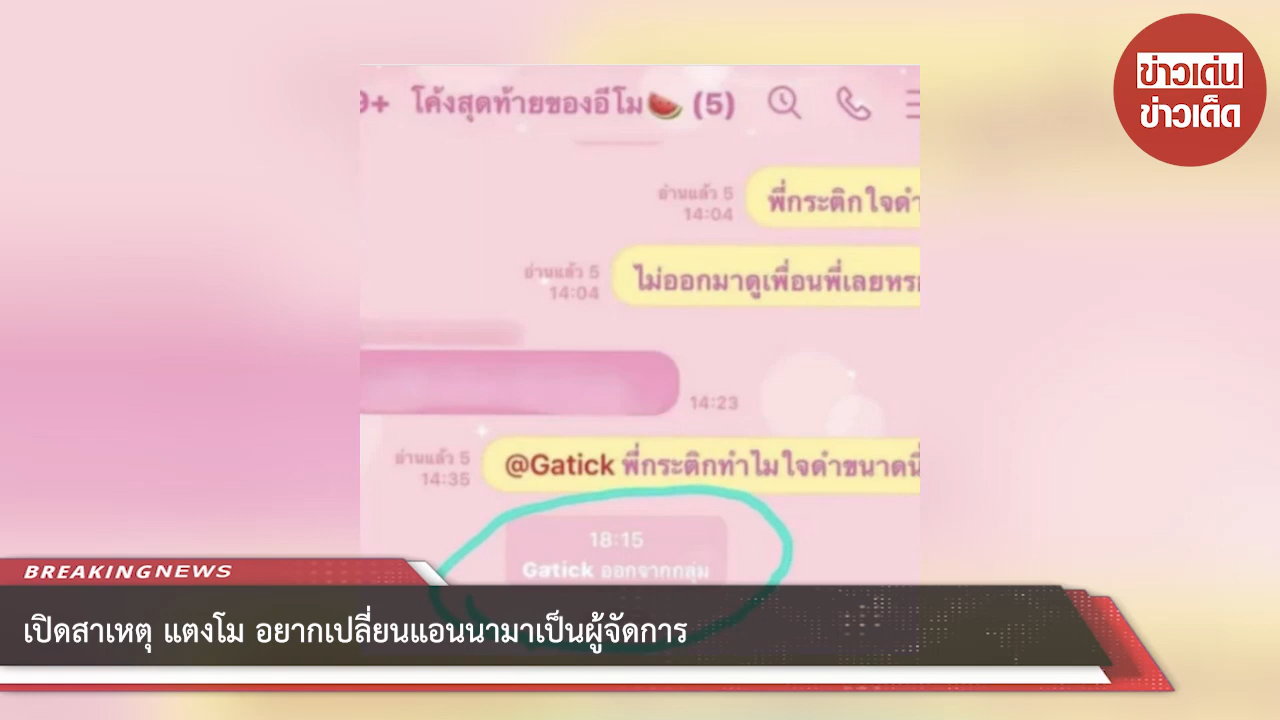 ข่าวเด่น
ข่าวเด็ด
9+ โค้งสุดท้ายของอีโม🍉 (5)
อ่านแล้ว 5
14:04
พี่กระติกใจดำ
อ่านแล้ว 5
14:04
ไม่ออกมาดูเพื่อนพี่เลยหรอ
14:23
อ่านแล้ว 5
14:35
@Gatick พี่กระติกทำไมใจดำขนาดนี้
18:15
Gatick ออกจากกลุ่ม
BREAKINGNEWS
เปิดสาเหตุ แตงโม อยากเปลี่ยนแอนนามาเป็นผู้จัดการ